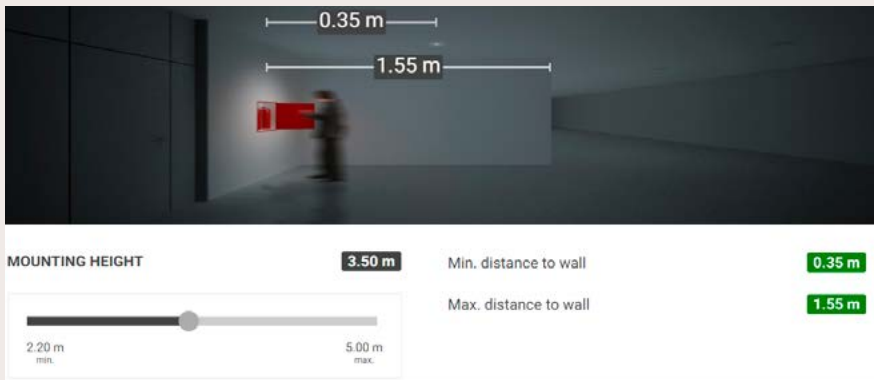 0.35 m
1.55 m
MOUNTING HEIGHT 3.50 m
2.20 m 5.00 m
min. max.
Min. distance to wall 0.35 m
Max. distance to wall 1.55 m